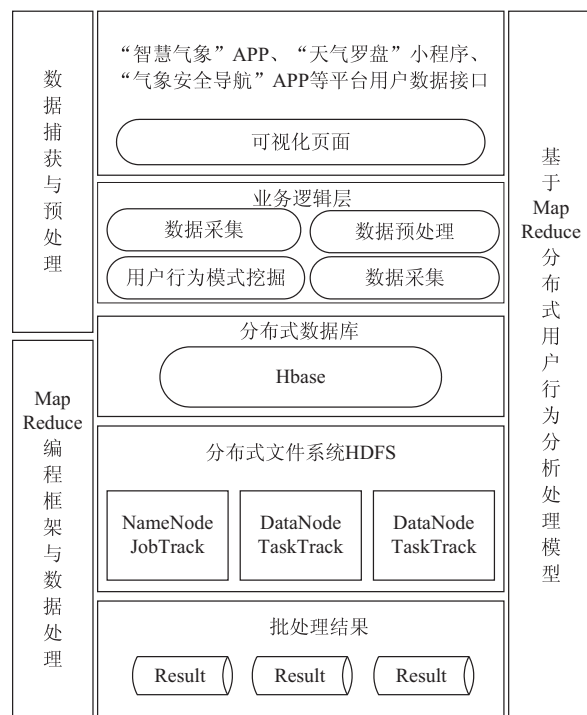 数
据
捕
获
与
预
处
理
Map
Reduce
编
程
框
架
与
数
据
处
理
“智慧气象”APP、“天气罗盘”小程序、
“气象安全导航”APP等平台用户数据接口
可视化页面
业务逻辑层
数据采集
数据预处理
用户行为模式挖掘
数据采集
分布式数据库
Hbase
分布式文件系统HDFS
NameNode
JobTrack
DataNode
TaskTrack
DataNode
TaskTrack
批处理结果
Result
Result
Result
基
于
Map
Reduce
分
布
式
用
户
行
为
分
析
处
理
模
型